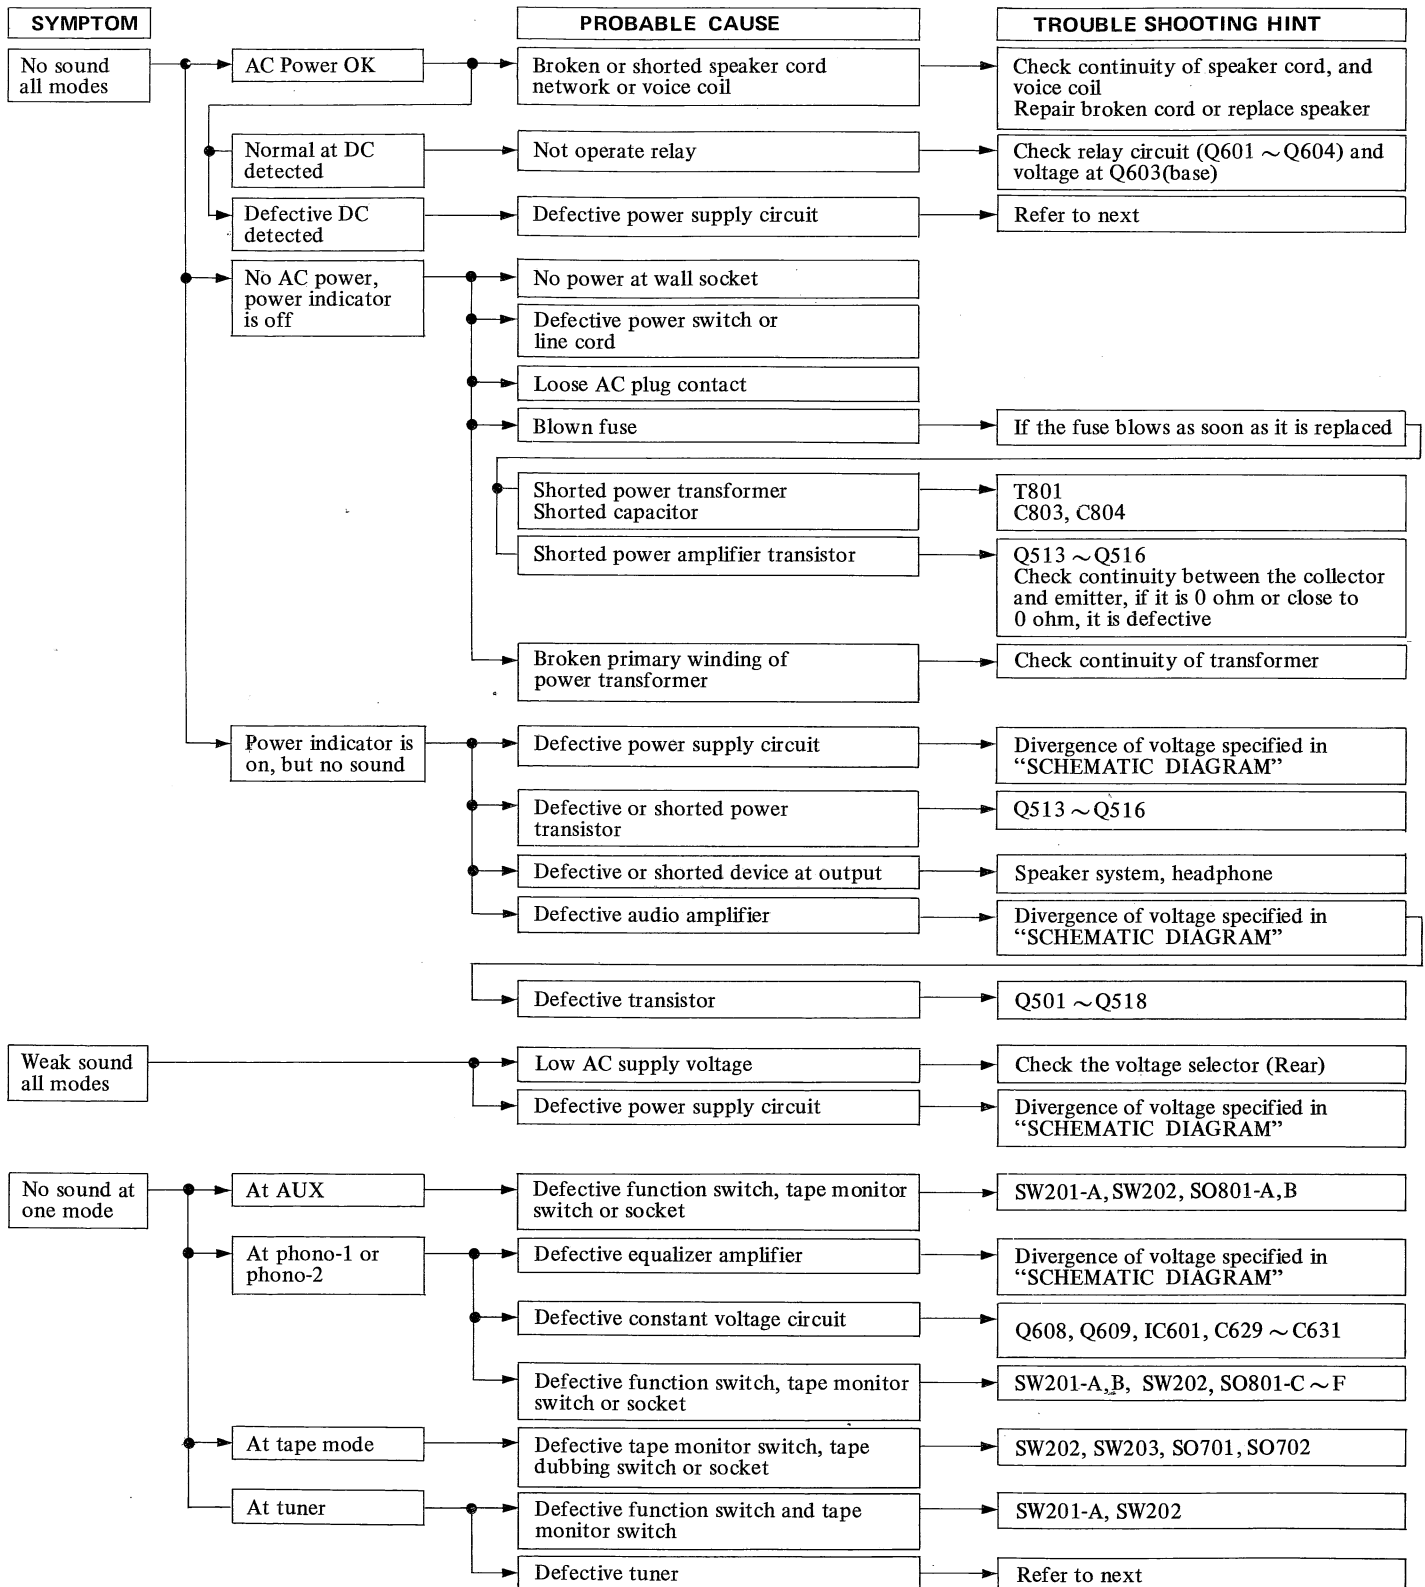 SYMPTOM
PROBABLE CAUSE
TROUBLE SHOOTING HINT
No sound
all modes
AC Power OK
Broken or shorted speaker cord
network or voice coil
Check continuity of speaker cord, and
voice coil
Repair broken cord or replace speaker
Normal at DC
detected
Not operate relay
Check relay circuit (Q601 ~ Q604) and
voltage at Q603(base)
Defective DC
detected
Defective power supply circuit
Refer to next
No AC power,
power indicator
is off
No power at wall socket
Defective power switch or
line cord
Loose AC plug contact
Blown fuse
If the fuse blows as soon as it is replaced
Shorted power transformer
Shorted capacitor
T801
C803, C804
Shorted power amplifier transistor
Q513 ~ Q516
Check continuity between the collector
and emitter, if it is 0 ohm or close to
0 ohm, it is defective
Broken primary winding of
power transformer
Check continuity of transformer
Power indicator is
on, but no sound
Defective power supply circuit
Divergence of voltage specified in
“SCHEMATIC DIAGRAM”
Defective or shorted power
transistor
Q513 ~ Q516
Defective or shorted device at output
Speaker system, headphone
Defective audio amplifier
Divergence of voltage specified in
“SCHEMATIC DIAGRAM”
Defective transistor
Q501 ~ Q518
Weak sound
all modes
Low AC supply voltage
Check the voltage selector (Rear)
Defective power supply circuit
Divergence of voltage specified in
“SCHEMATIC DIAGRAM”
No sound at
one mode
At AUX
Defective function switch, tape monitor
switch or socket
SW201-A, SW202, SO801-A, B
At phono-1 or
phono-2
Defective equalizer amplifier
Divergence of voltage specified in
“SCHEMATIC DIAGRAM”
Defective constant voltage circuit
Q608, Q609, IC601, C629 ~ C631
Defective function switch, tape monitor
switch or socket
SW201-A,B, SW202, SO801-C ~ F
At tape mode
Defective tape monitor switch, tape
dubbing switch or socket
SW202, SW203, SO701, SO702
At tuner
Defective function switch and tape
monitor switch
SW201-A, SW202
Defective tuner
Refer to next